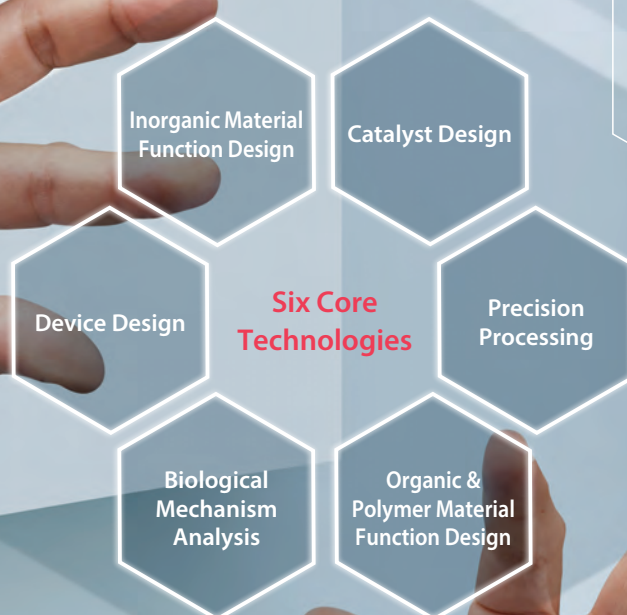 Inorganic Material
Function Design
Catalyst Design
Device Design
Six Core
Technologies
Precision
Processing
Biological
Mechanism
Analysis
Organic &
Polymer Material
Function Design